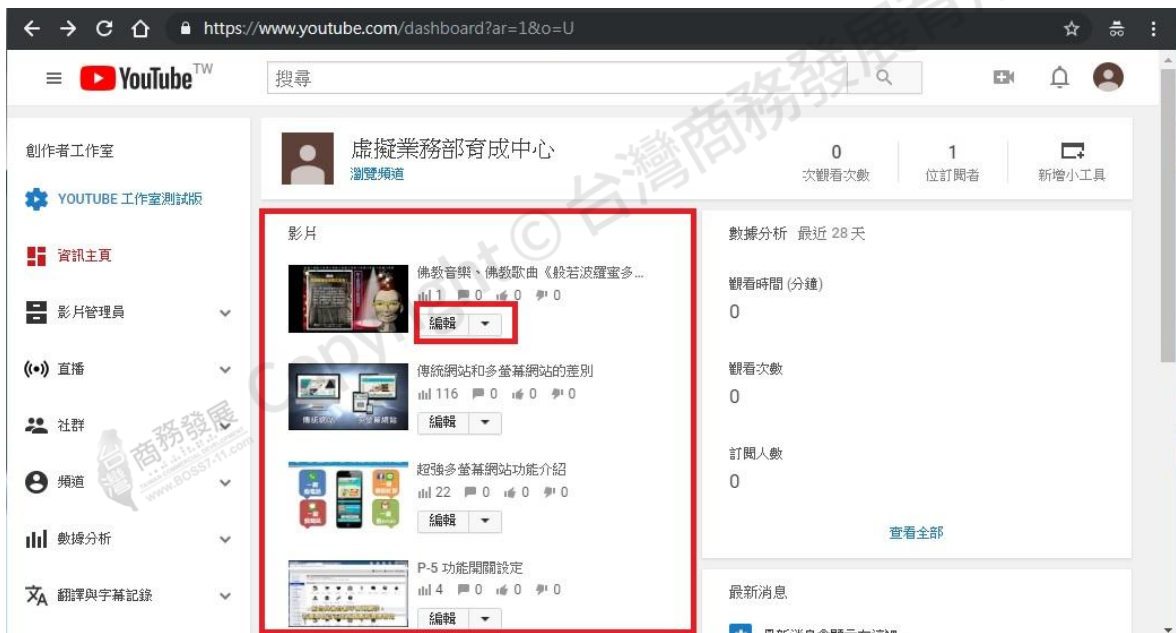 https://www.youtube.com/dashboard?ar=1&o=U
YouTube TW
搜尋
創作者工作室
YOUTUBE 工作室測試版
資訊主頁
影片管理員
直播
社群
頻道
數據分析
翻譯與字幕記錄
虛擬業務部育成中心
瀏覽頻道
0
次觀看次數
1
位訂閱者
新增小工具
影片
佛教音樂、佛教歌曲《般若波羅蜜多...
1 0 0 0
編輯
傳統網站和多螢幕網站的差別
116 0 0 0
編輯
超強多螢幕網站功能介紹
22 0 0 0
編輯
P-5 功能開關設定
4 0 0 0
編輯
數據分析 最近 28 天
觀看時間 (分鐘)
0
觀看次數
0
訂閱人數
0
查看全部
最新消息
Copyright © 台灣商務發展
台灣商務發展
www.BOSS7-11.com